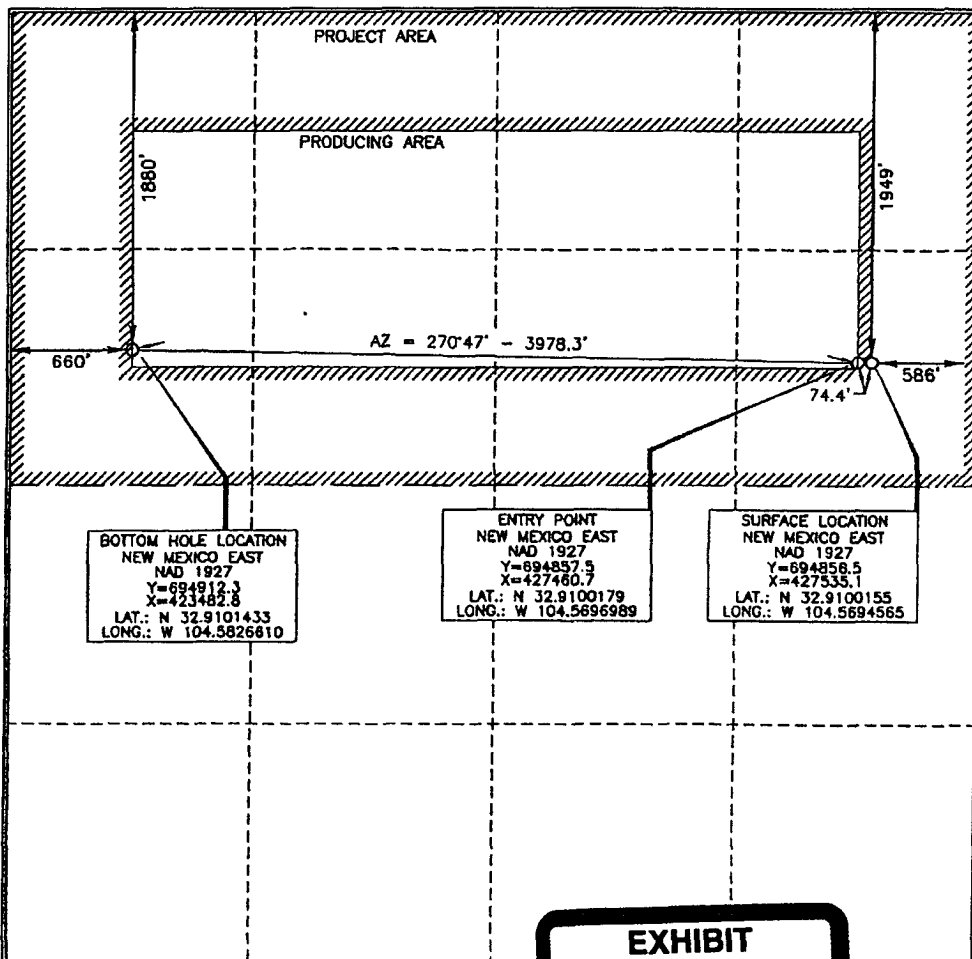 PROJECT AREA
PRODUCING AREA
1880'
1949'
AZ = 270°47' - 3978.3'
660'
586'
74.4'
BOTTOM HOLE LOCATION
NEW MEXICO EAST
NAD 1927
Y=694912.3
X=423482.8
LAT.: N 32.9101433
LONG.: W 104.5826610
ENTRY POINT
NEW MEXICO EAST
NAD 1927
Y=694857.5
X=427460.7
LAT.: N 32.9100179
LONG.: W 104.5696989
SURFACE LOCATION
NEW MEXICO EAST
NAD 1927
Y=694856.5
X=427535.1
LAT.: N 32.9100155
LONG.: W 104.5694565
EXHIBIT